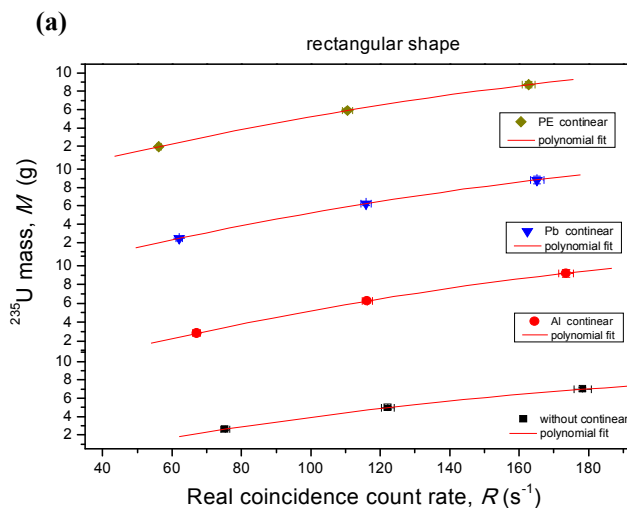 (a)
rectangular shape
²³⁵U mass, M (g)
10
8
6
4
2
PE continear
polynomial fit
10
8
6
4
2
Pb continear
polynomial fit
10
8
6
4
2
Al continear
polynomial fit
10
8
6
4
2
without continear
polynomial fit
40 60 80 100 120 140 160 180
Real coincidence count rate, R (s⁻¹)